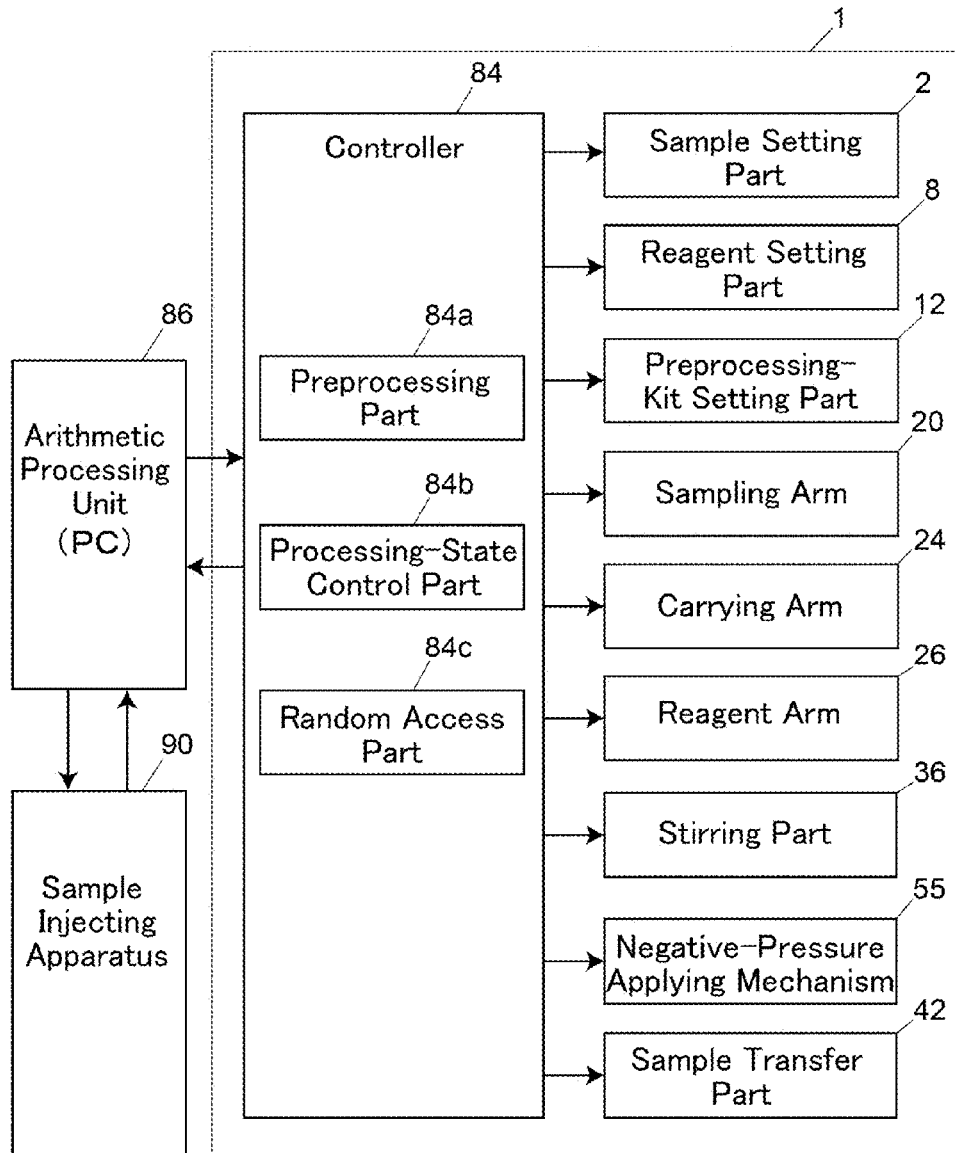 1
84
Controller
2
Sample Setting
Part
8
Reagent Setting
Part
86
Arithmetic
Processing
Unit
(PC)
84a
Preprocessing
Part
12
Preprocessing-
Kit Setting Part
20
Sampling Arm
84b
Processing-State
Control Part
24
Carrying Arm
84c
Random Access
Part
26
Reagent Arm
90
Sample
Injecting
Apparatus
36
Stirring Part
55
Negative-Pressure
Applying Mechanism
42
Sample Transfer
Part